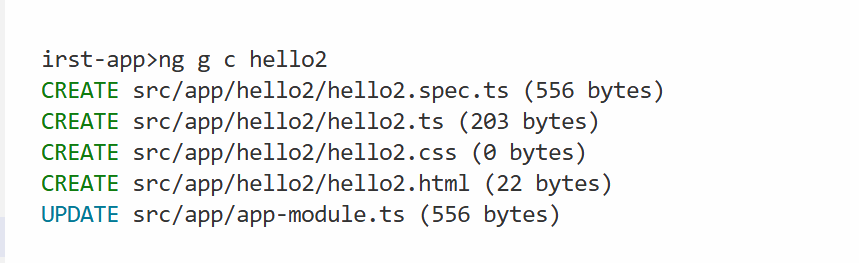 irst-app>ng g c hello2
CREATE src/app/hello2/hello2.spec.ts (556 bytes)
CREATE src/app/hello2/hello2.ts (203 bytes)
CREATE src/app/hello2/hello2.css (0 bytes)
CREATE src/app/hello2/hello2.html (22 bytes)
UPDATE src/app/app-module.ts (556 bytes)